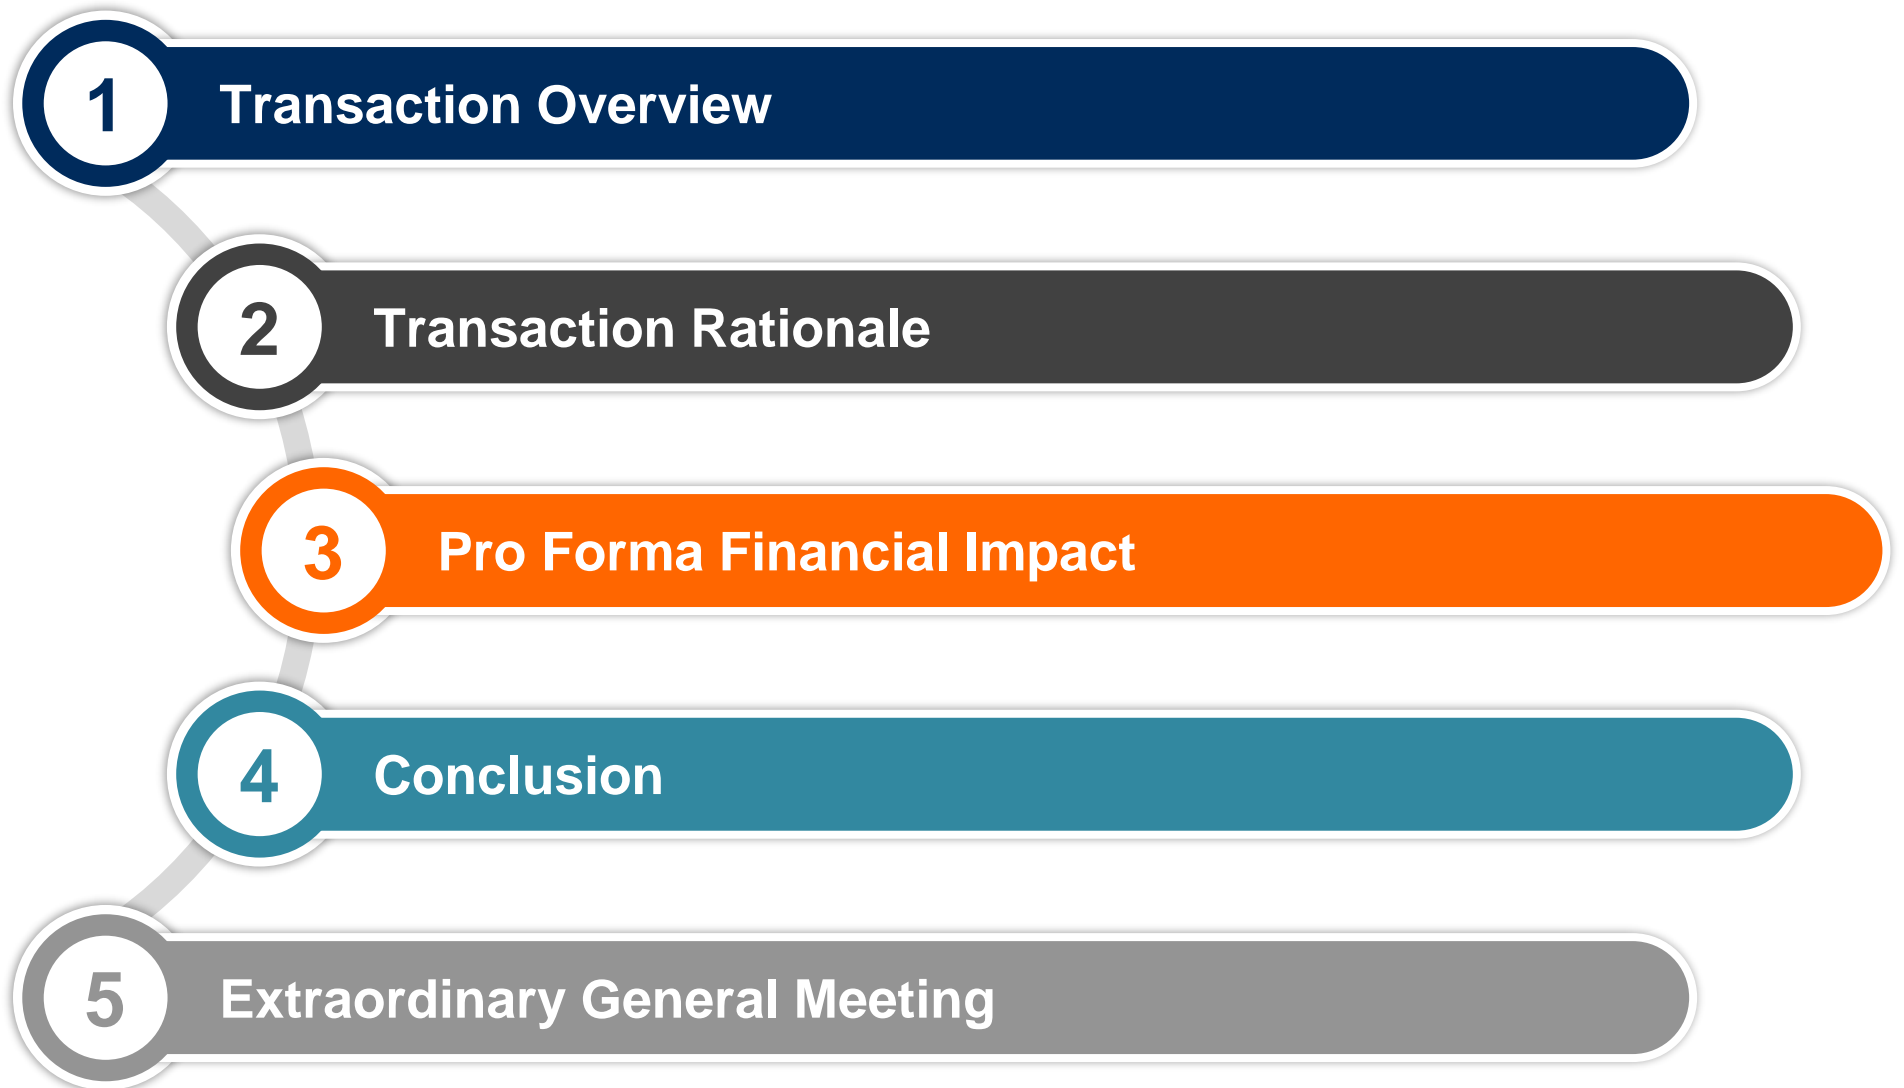 1 Transaction Overview
2 Transaction Rationale
3 Pro Forma Financial Impact
4 Conclusion
5 Extraordinary General Meeting